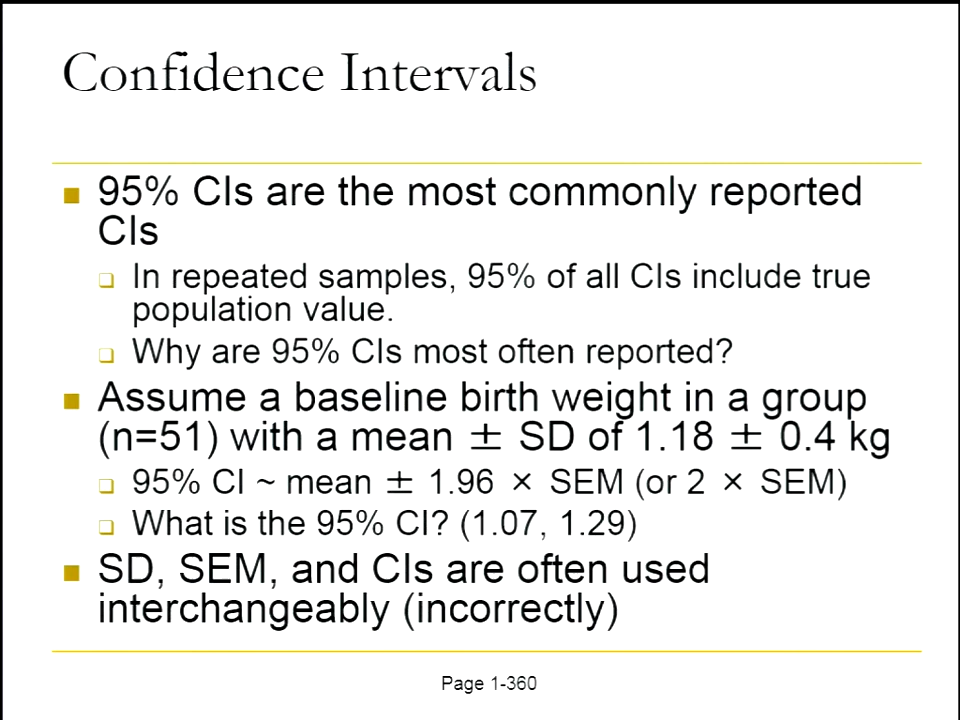 Confidence Intervals
95% CIs are the most commonly reported
CIs
In repeated samples, 95% of all CIs include true
population value.
Why are 95% CIs most often reported?
Assume a baseline birth weight in a group
(n=51) with a mean ± SD of 1.18 ± 0.4 kg
95% CI ~ mean ± 1.96 × SEM (or 2 × SEM)
What is the 95% CI? (1.07, 1.29)
SD, SEM, and CIs are often used
interchangeably (incorrectly)
Page 1-360